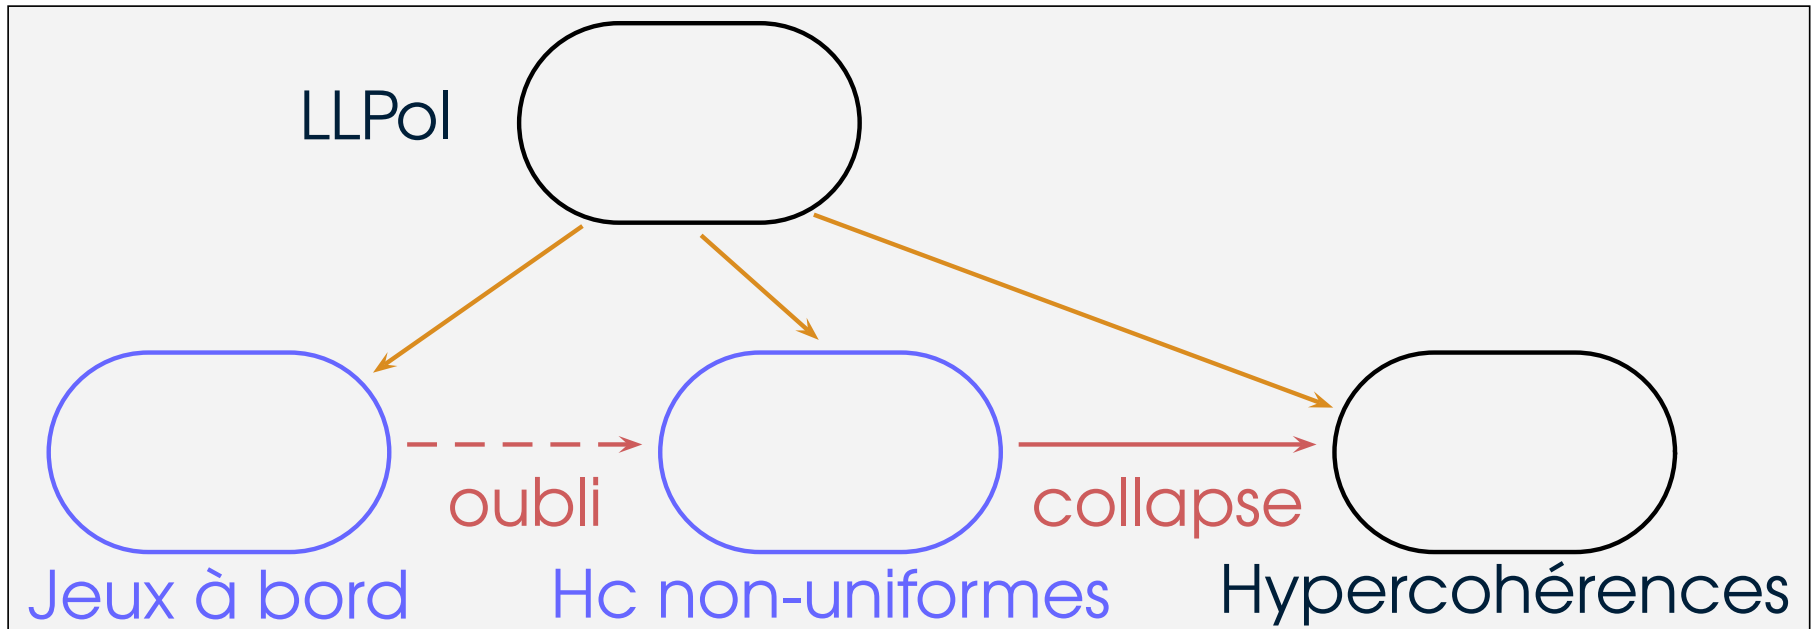 LLPol
oubli
collapse
Jeux à bord
Hc non-uniformes
Hypercohérences